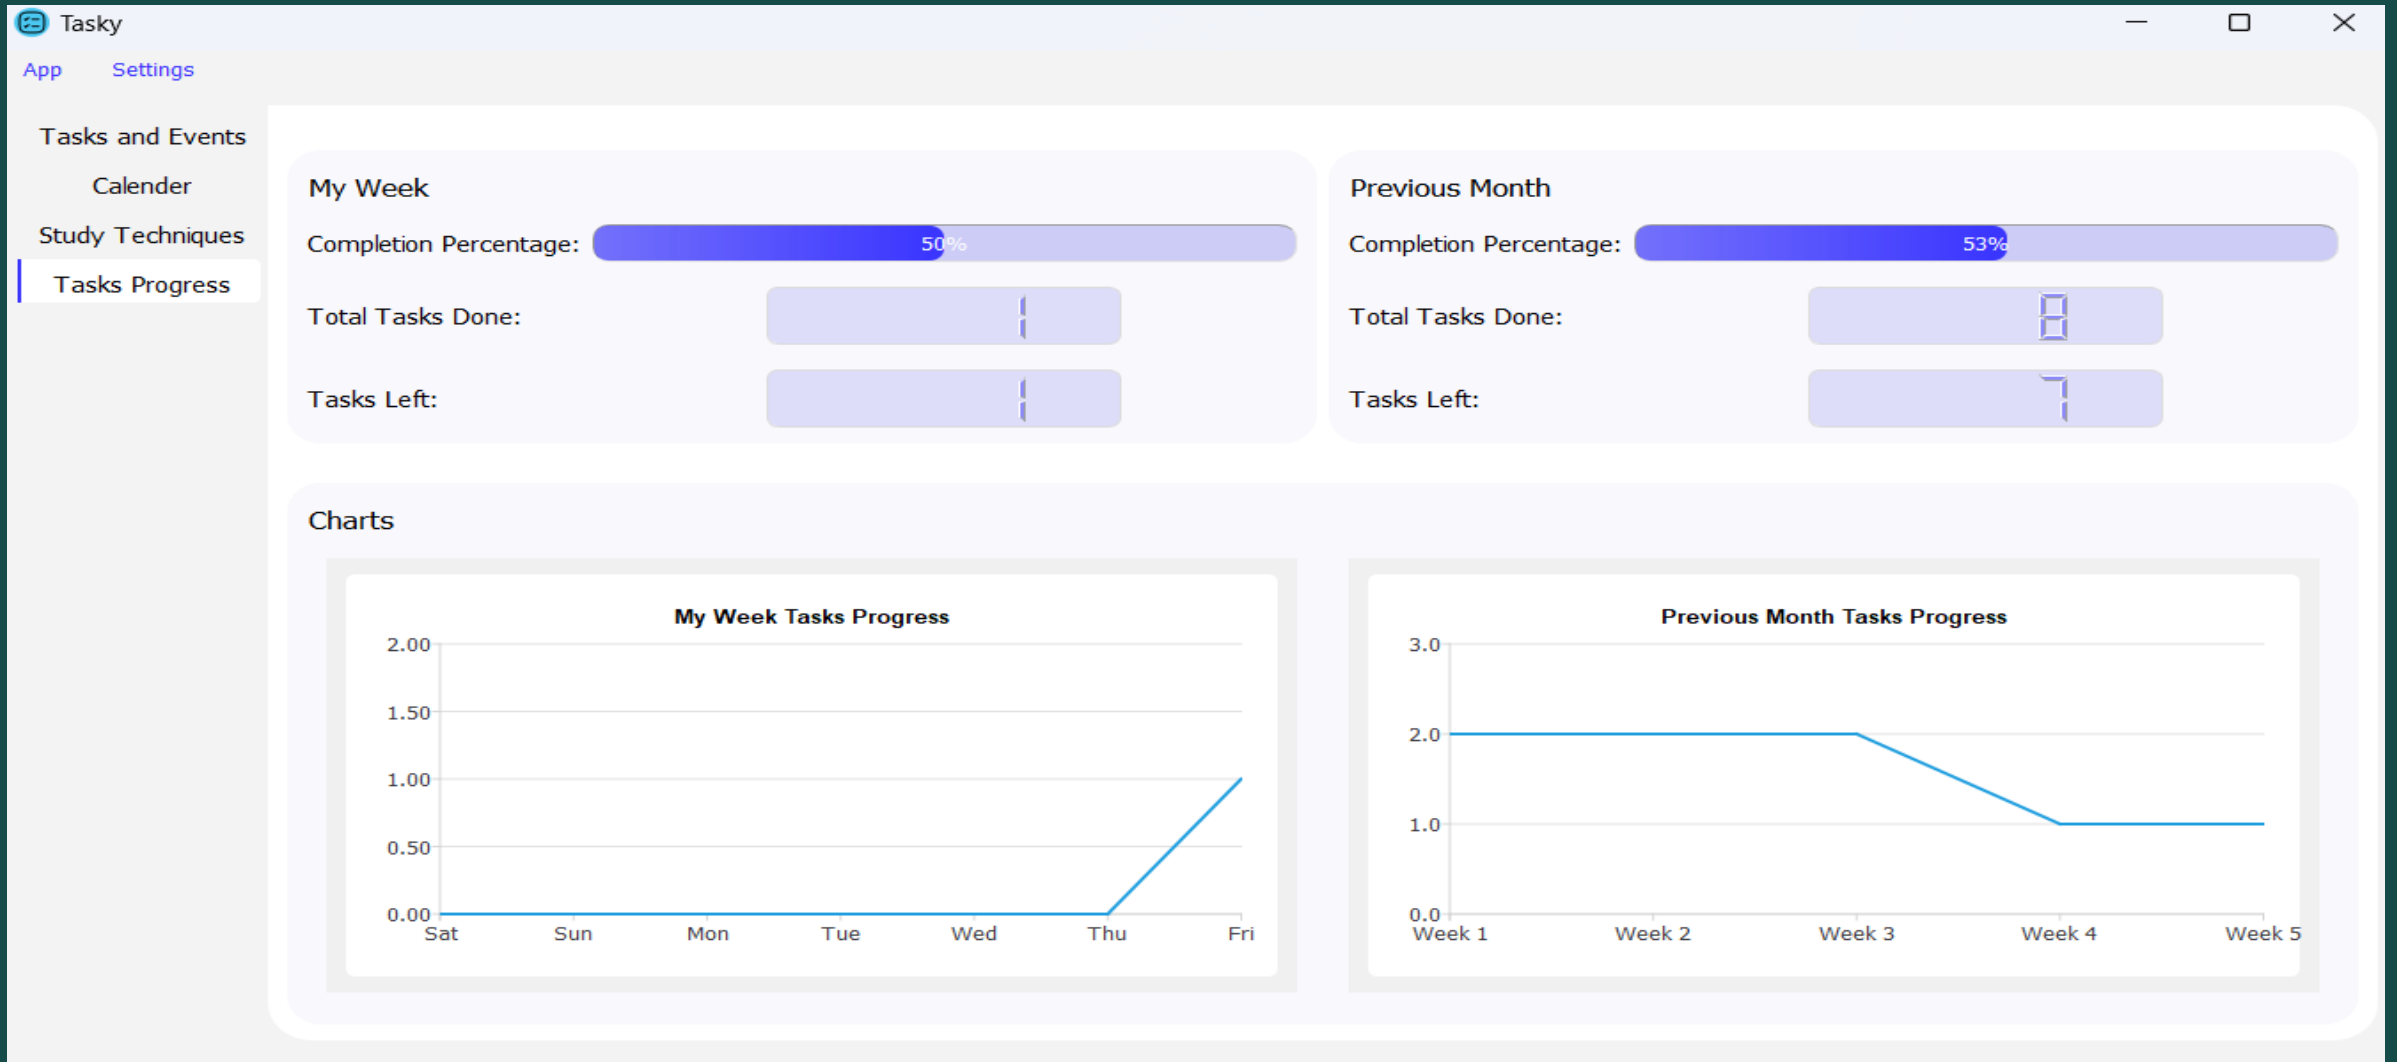 Tasky
App Settings
Tasks and Events
Calender
Study Techniques
Tasks Progress
My Week
Completion Percentage: 50%
Total Tasks Done: 1
Tasks Left: 1
Previous Month
Completion Percentage: 53%
Total Tasks Done: 8
Tasks Left: 7
Charts
My Week Tasks Progress
2.00
1.50
1.00
0.50
0.00
Sat Sun Mon Tue Wed Thu Fri
Previous Month Tasks Progress
3.0
2.0
1.0
0.0
Week 1 Week 2 Week 3 Week 4 Week 5